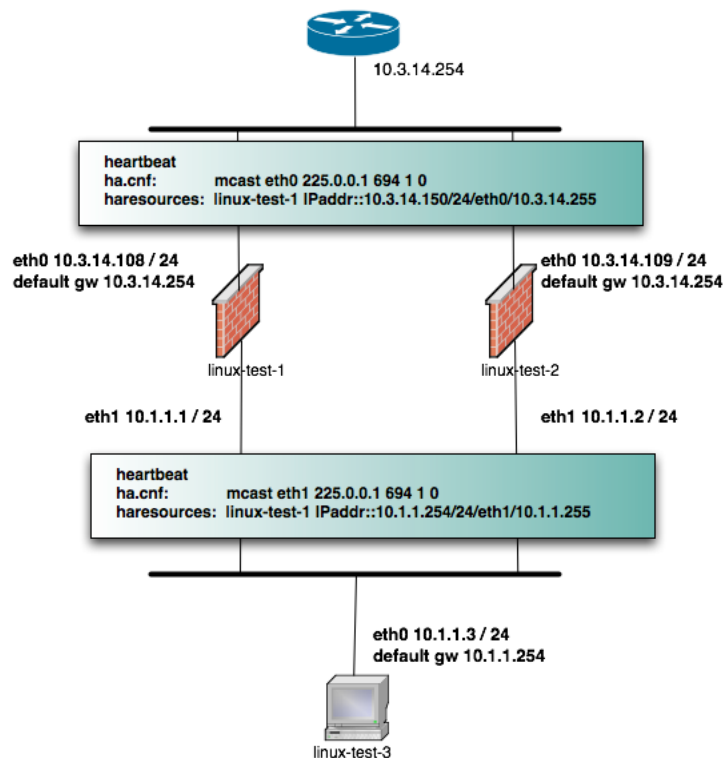 10.3.14.254
heartbeat
ha.cnf: mcast eth0 225.0.0.1 694 1 0
haresources: linux-test-1 IPaddr::10.3.14.150/24/eth0/10.3.14.255
eth0 10.3.14.108 / 24
default gw 10.3.14.254
eth0 10.3.14.109 / 24
default gw 10.3.14.254
linux-test-1
linux-test-2
eth1 10.1.1.1 / 24
eth1 10.1.1.2 / 24
heartbeat
ha.cnf: mcast eth1 225.0.0.1 694 1 0
haresources: linux-test-1 IPaddr::10.1.1.254/24/eth1/10.1.1.255
eth0 10.1.1.3 / 24
default gw 10.1.1.254
linux-test-3